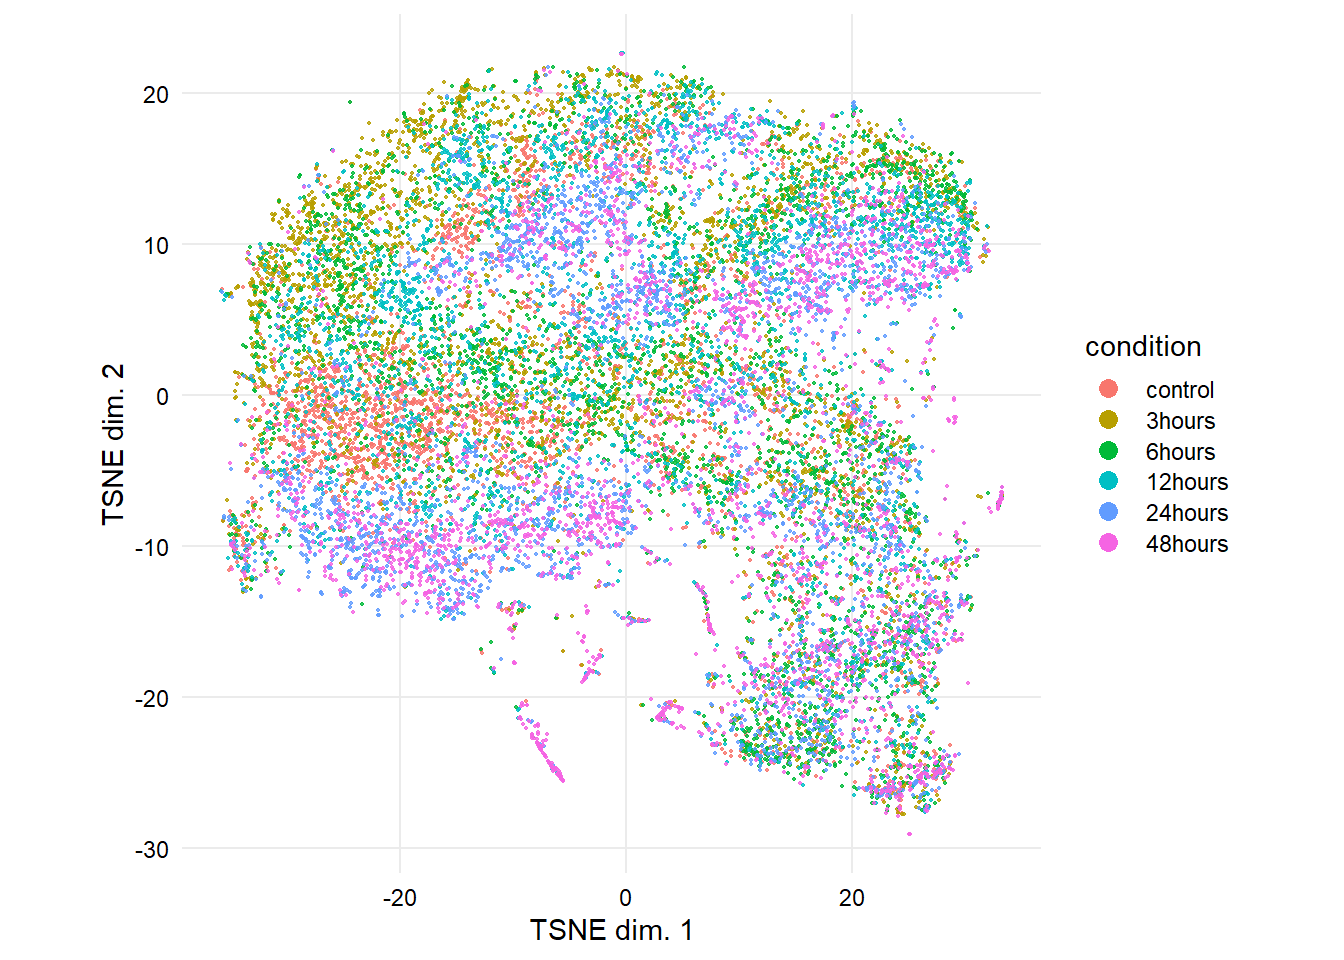 20
10
0
-10
-20
-30
-20
0
20
TSNE dim. 1
TSNE dim. 2
condition
control
3hours
6hours
12hours
24hours
48hours